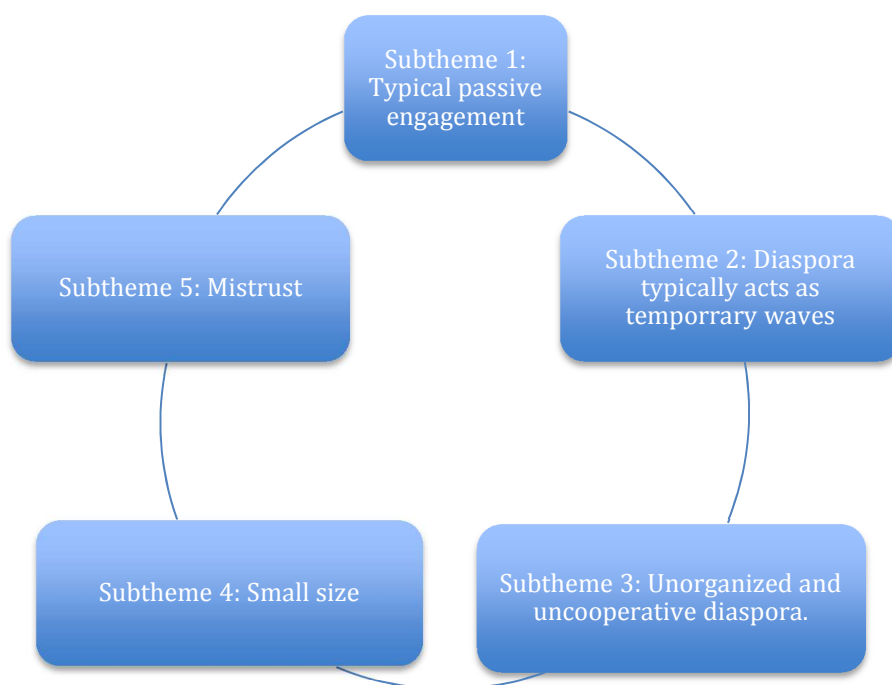 Subtheme 1:
Typical passive
engagement
Subtheme 2: Diaspora
typically acts as
temporrary waves
Subtheme 3: Unorganized and
uncooperative diaspora.
Subtheme 4: Small size
Subtheme 5: Mistrust